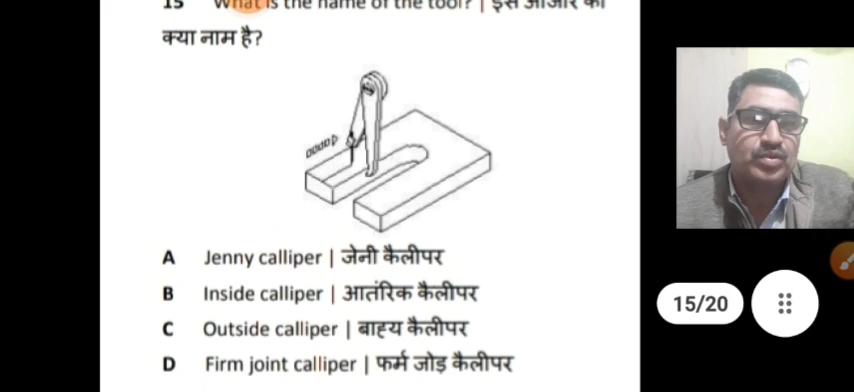 15 What is the name of the tool? | इस औजार का
क्या नाम है?
A Jenny calliper | जेनी कैलीपर
B Inside calliper | आतंरिक कैलीपर
C Outside calliper | बाह्य कैलीपर
D Firm joint calliper | फर्म जोड़ कैलीपर
15/20